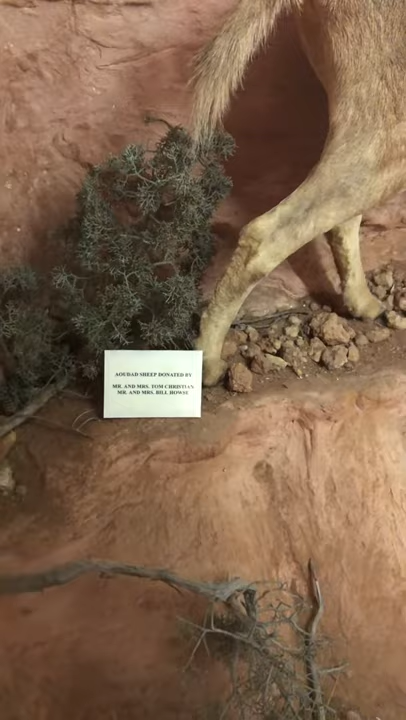 AOUDAD SHEEP DONATED BY
MR. AND MRS. TOM CHRISTIAN
MR. AND MRS. BILL HOWSE